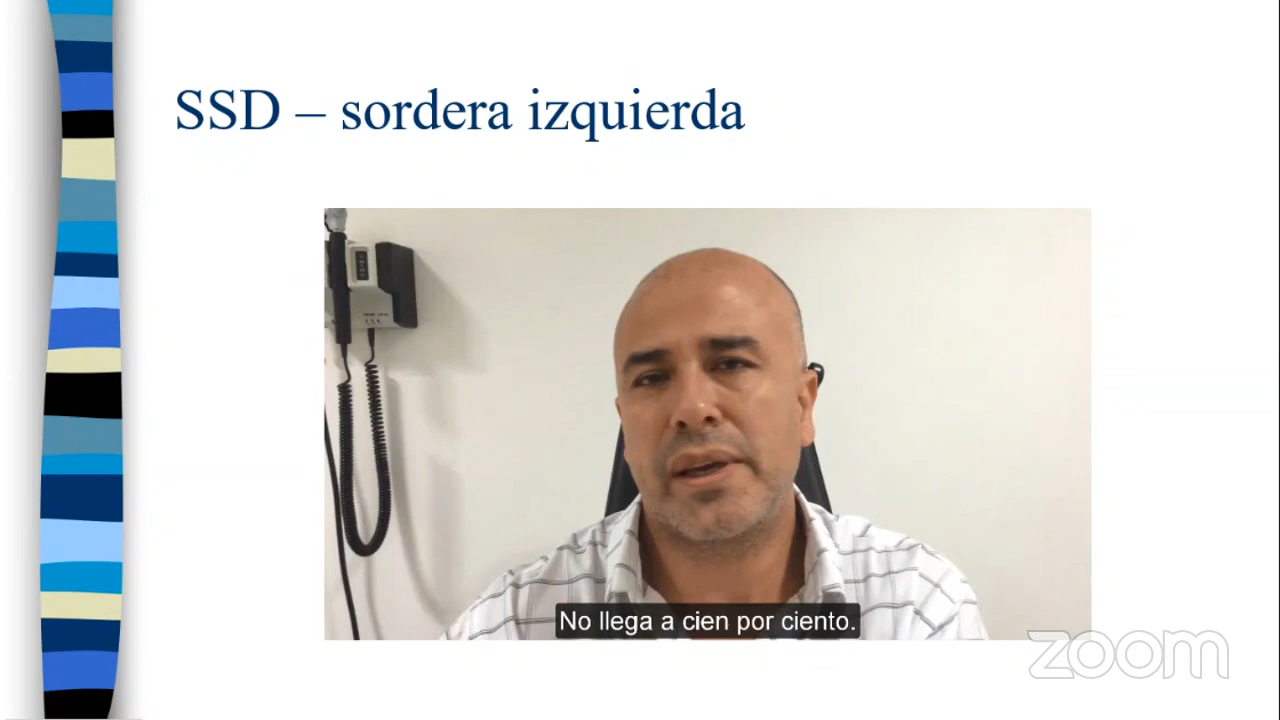 SSD – sordera izquierda
No llega a cien por ciento.
zoom